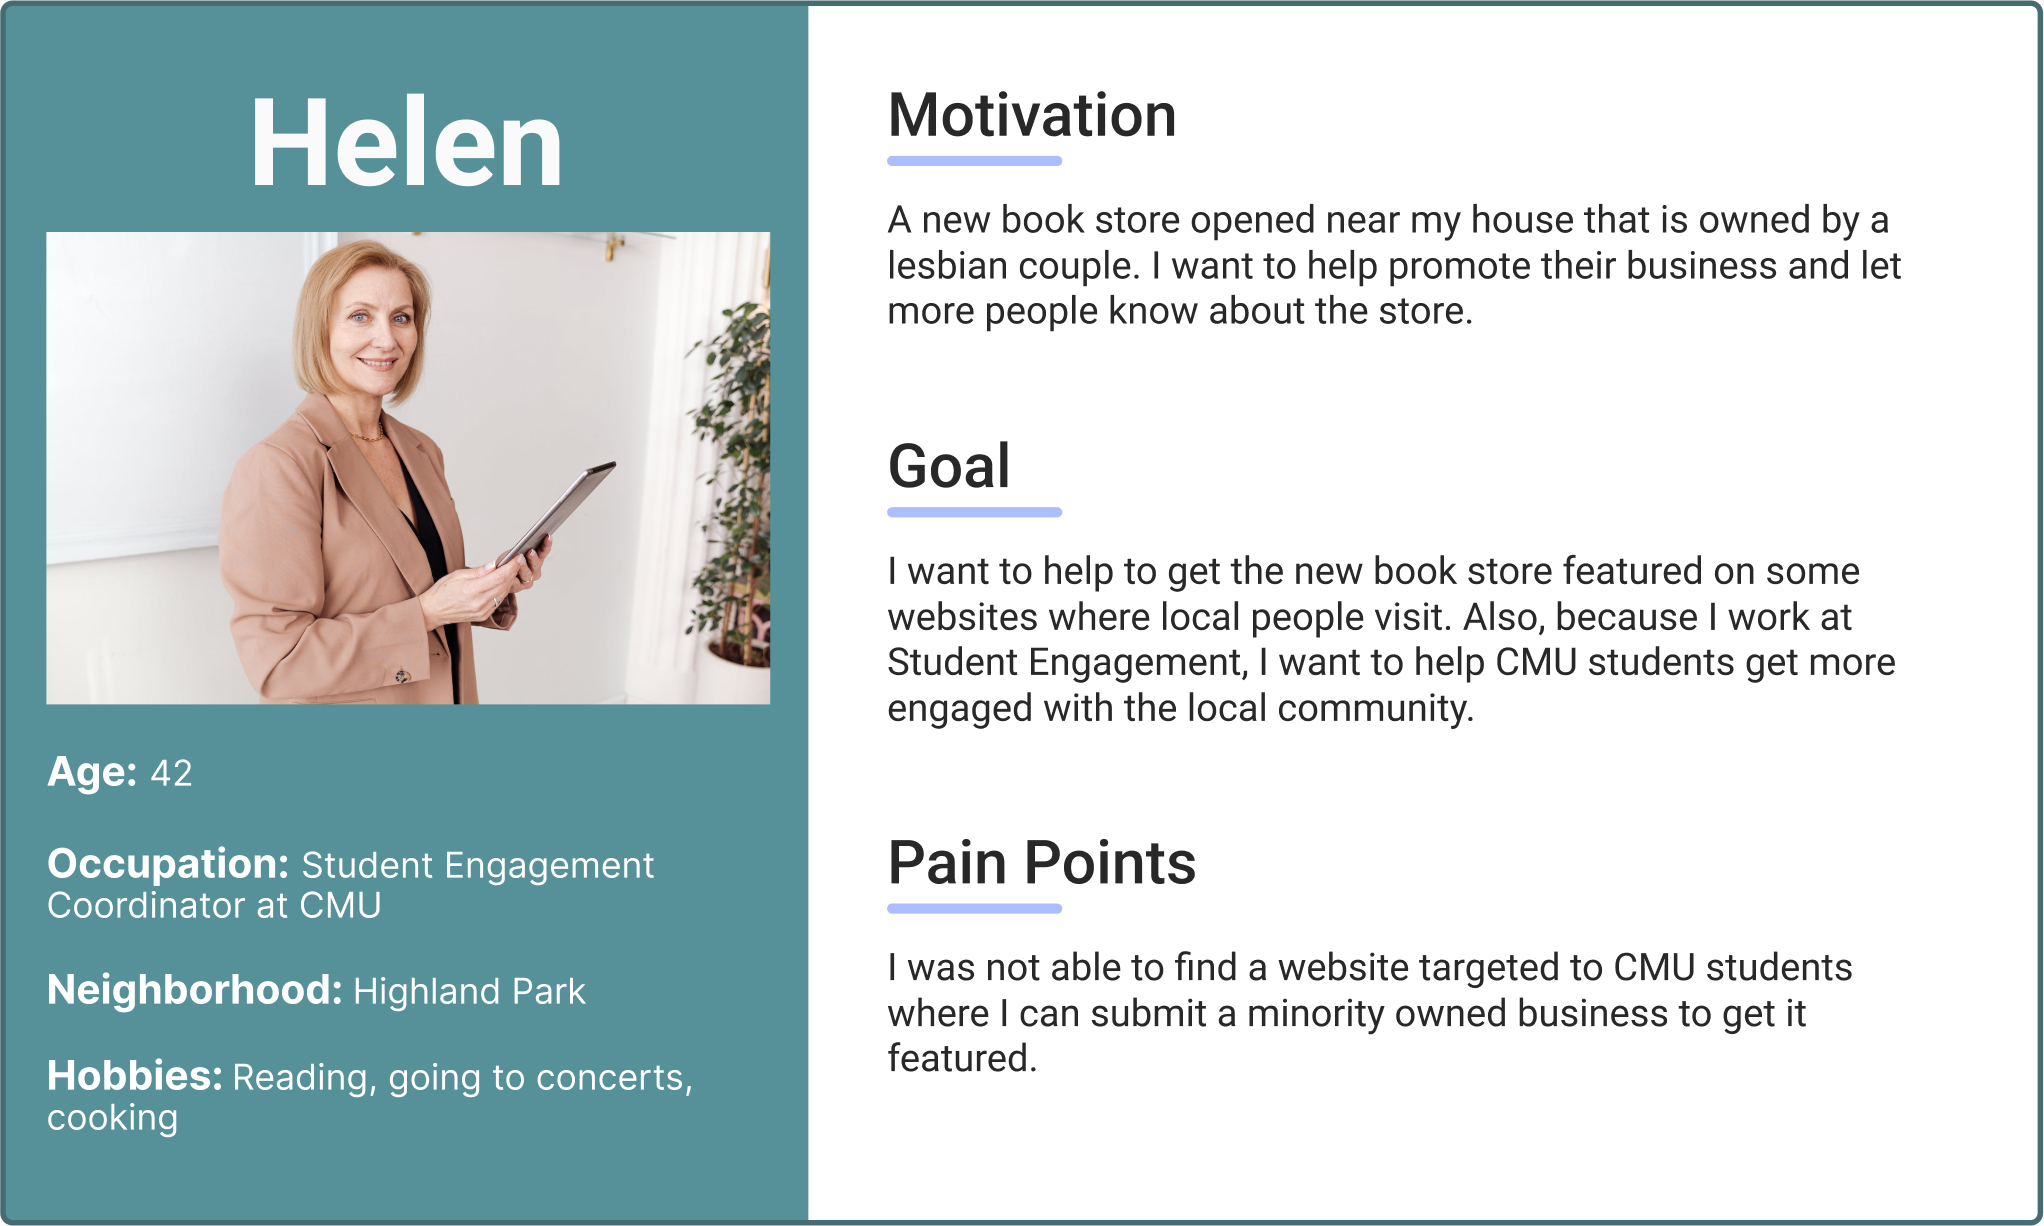 Helen
Age: 42
Occupation: Student Engagement
Coordinator at CMU
Neighborhood: Highland Park
Hobbies: Reading, going to concerts,
cooking
Motivation
A new book store opened near my house that is owned by a
lesbian couple. I want to help promote their business and let
more people know about the store.
Goal
I want to help to get the new book store featured on some
websites where local people visit. Also, because I work at
Student Engagement, I want to help CMU students get more
engaged with the local community.
Pain Points
I was not able to find a website targeted to CMU students
where I can submit a minority owned business to get it
featured.